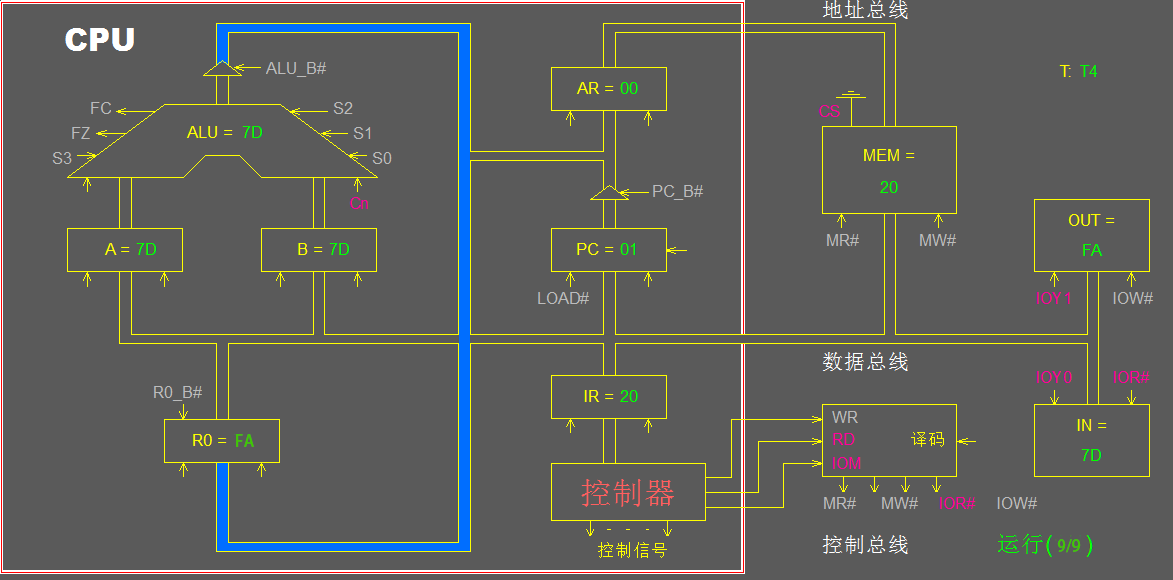 地址总线
CPU
ALU_B#
T: T4
AR = 00
FC
S2
CS
FZ
ALU = 7D
S1
S3
S0
MEM =
20
PC_B#
Cn
A = 7D
B = 7D
PC = 01
MR#
MW#
OUT =
FA
LOAD#
IOY1
IOW#
数据总线
R0_B#
IOY0
IOR#
IR = 20
R0 = FA
WR
RD
IOM
译码
IN =
7D
控制器
MR#
MW#
IOR#
IOW#
- - -
控制信号
控制总线
运行(9/9)